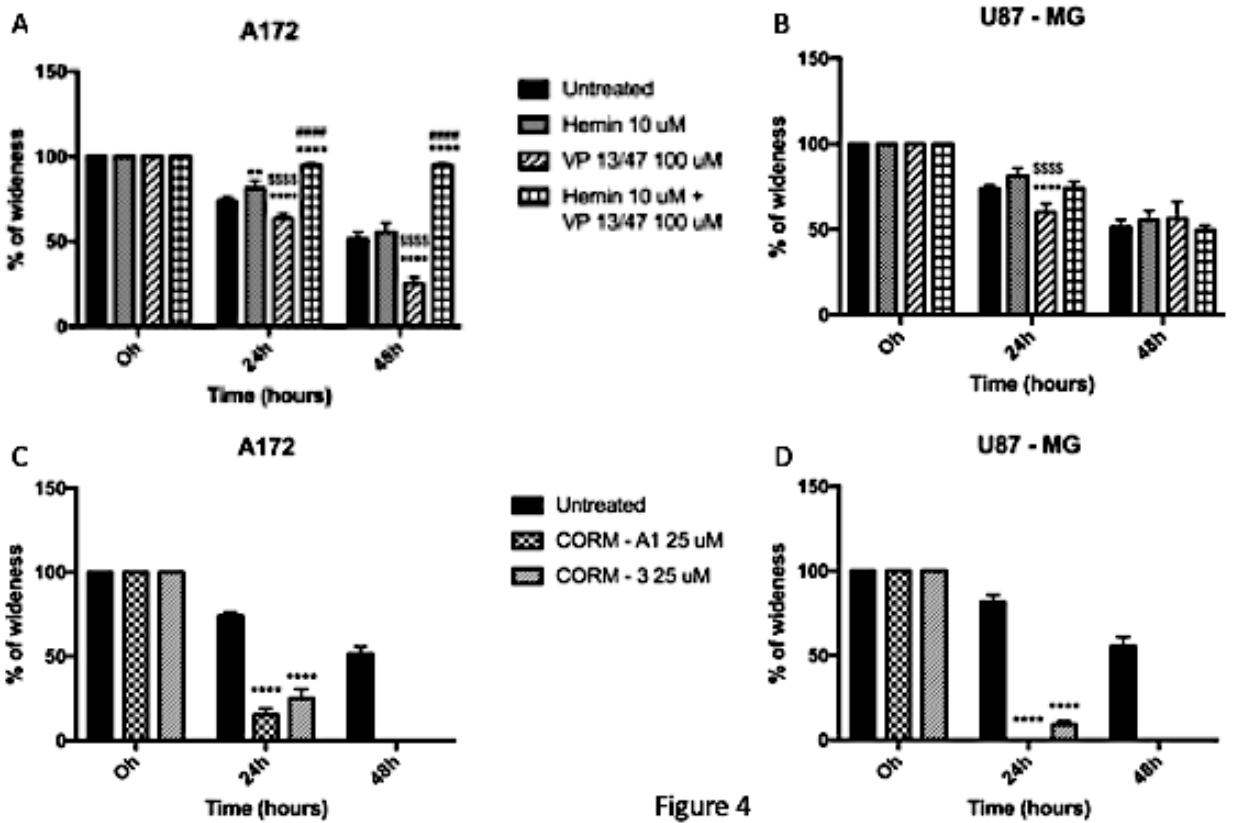 A
A172
150
100
50
0
% of wideness
** $$$$ **** #### ****
$$$$ **** #### ****
0h
24h
48h
Time (hours)
Untreated
Hemin 10 uM
VP 13/47 100 uM
Hemin 10 uM +
VP 13/47 100 uM
B
U87 - MG
150
100
50
0
% of wideness
$$$$
****
0h
24h
48h
Time (hours)
C
A172
150
100
50
0
% of wideness
**** ****
0h
24h
48h
Time (hours)
Untreated
CORM - A1 25 uM
CORM - 3 25 uM
D
U87 - MG
150
100
50
0
% of wideness
**** ****
0h
24h
48h
Time (hours)
Figure 4